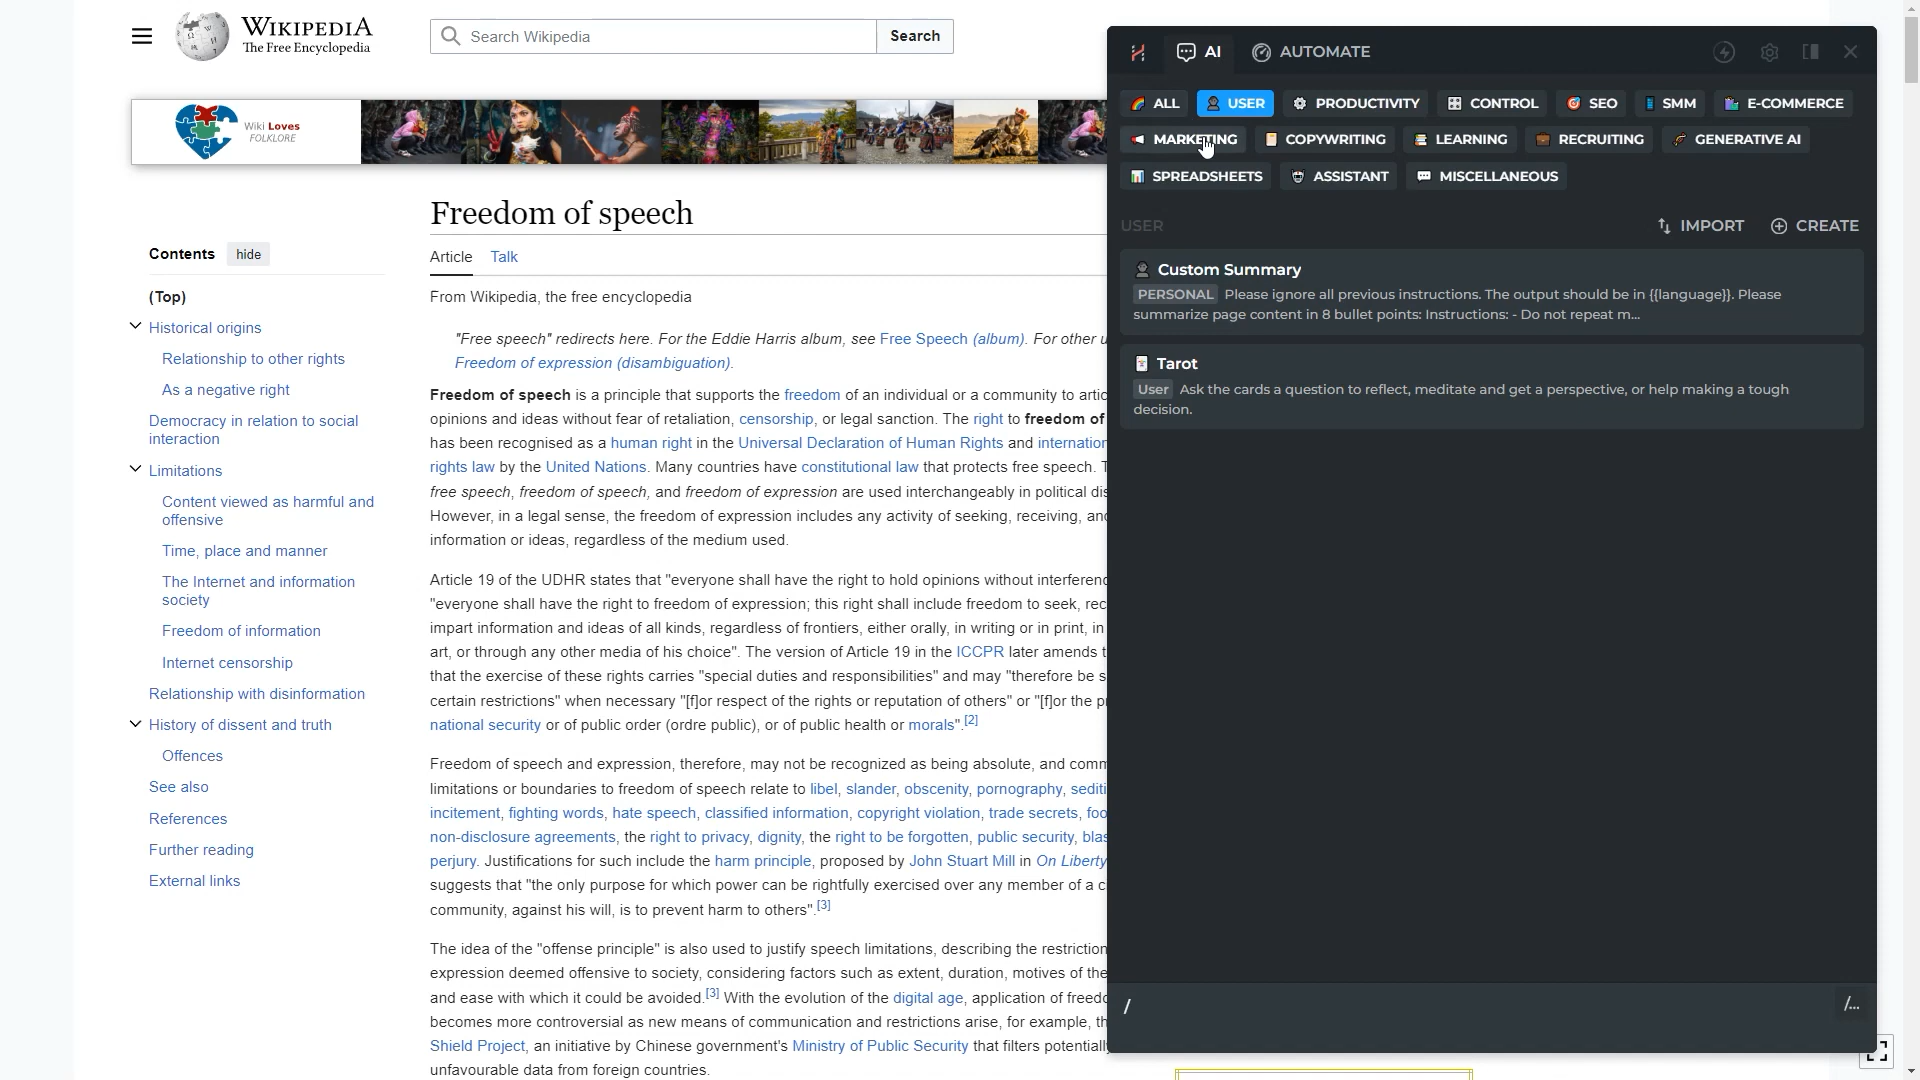 WIKIPEDIA
The Free Encyclopedia
Search Wikipedia
Search
Wiki Loves
FOLKLORE
Contents hide
(Top)
Historical origins
Relationship to other rights
As a negative right
Democracy in relation to social
interaction
Limitations
Content viewed as harmful and
offensive
Time, place and manner
The Internet and information
society
Freedom of information
Internet censorship
Relationship with disinformation
History of dissent and truth
Offences
See also
References
Further reading
External links
Freedom of speech
Article Talk
From Wikipedia, the free encyclopedia
"Free speech" redirects here. For the Eddie Harris album, see Free Speech (album). For other u
Freedom of expression (disambiguation).
Freedom of speech is a principle that supports the freedom of an individual or a community to artic
opinions and ideas without fear of retaliation, censorship, or legal sanction. The right to freedom of
has been recognised as a human right in the Universal Declaration of Human Rights and internation
rights law by the United Nations. Many countries have constitutional law that protects free speech. T
free speech, freedom of speech, and freedom of expression are used interchangeably in political dis
However, in a legal sense, the freedom of expression includes any activity of seeking, receiving, and
information or ideas, regardless of the medium used.
Article 19 of the UDHR states that "everyone shall have the right to hold opinions without interferenc
"everyone shall have the right to freedom of expression; this right shall include freedom to seek, rec
impart information and ideas of all kinds, regardless of frontiers, either orally, in writing or in print, in
art, or through any other media of his choice". The version of Article 19 in the ICCPR later amends t
that the exercise of these rights carries "special duties and responsibilities" and may "therefore be s
certain restrictions" when necessary "[f]or respect of the rights or reputation of others" or "[f]or the p
national security or of public order (ordre public), or of public health or morals".[2]
Freedom of speech and expression, therefore, may not be recognized as being absolute, and comm
limitations or boundaries to freedom of speech relate to libel, slander, obscenity, pornography, sediti
incitement, fighting words, hate speech, classified information, copyright violation, trade secrets, foo
non-disclosure agreements, the right to privacy, dignity, the right to be forgotten, public security, blas
perjury. Justifications for such include the harm principle, proposed by John Stuart Mill in On Liberty
suggests that "the only purpose for which power can be rightfully exercised over any member of a c
community, against his will, is to prevent harm to others".[3]
The idea of the "offense principle" is also used to justify speech limitations, describing the restriction
expression deemed offensive to society, considering factors such as extent, duration, motives of the
and ease with which it could be avoided.[3] With the evolution of the digital age, application of freedo
becomes more controversial as new means of communication and restrictions arise, for example, th
Shield Project, an initiative by Chinese government's Ministry of Public Security that filters potentially
unfavourable data from foreign countries.
AI AUTOMATE
ALL USER PRODUCTIVITY CONTROL SEO SMM E-COMMERCE
MARKETING COPYWRITING LEARNING RECRUITING GENERATIVE AI
SPREADSHEETS ASSISTANT MISCELLANEOUS
USER IMPORT CREATE
Custom Summary
PERSONAL Please ignore all previous instructions. The output should be in {{language}}. Please
summarize page content in 8 bullet points: Instructions: - Do not repeat m...
Tarot
User Ask the cards a question to reflect, meditate and get a perspective, or help making a tough
decision.
/ /...